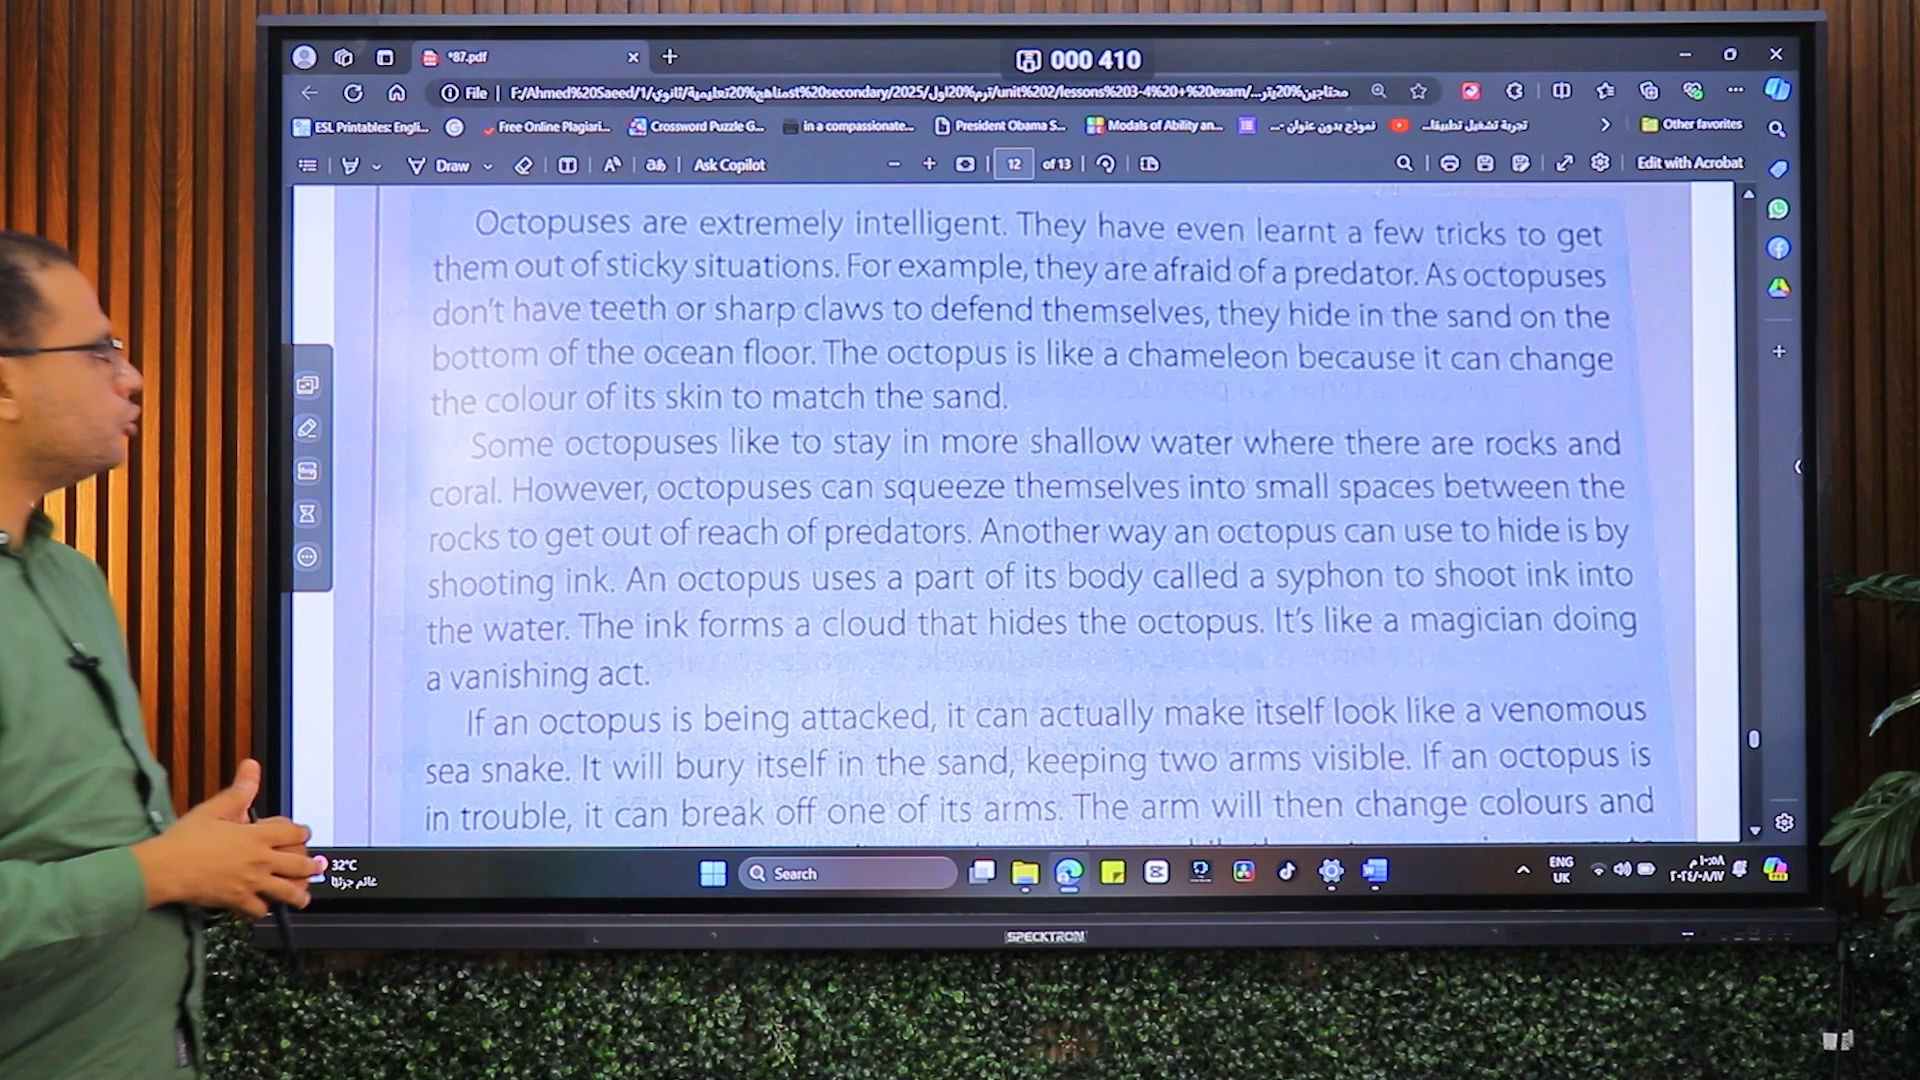 *87.pdf
000 410
File | F:/Ahmed%20Saeed/1/
ESL Printables: Engli...
Free Online Plagiari...
Crossword Puzzle G...
in a compassionate...
President Obama S...
Modals of Ability an...
نموذج بدون عنوان -...
تجربة تشغيل تطبيقا...
Other favorites
Draw
Ask Copilot
12 of 13
Edit with Acrobat
Octopuses are extremely intelligent. They have even learnt a few tricks to get
them out of sticky situations. For example, they are afraid of a predator. As octopuses
don't have teeth or sharp claws to defend themselves, they hide in the sand on the
bottom of the ocean floor. The octopus is like a chameleon because it can change
the colour of its skin to match the sand.
Some octopuses like to stay in more shallow water where there are rocks and
coral. However, octopuses can squeeze themselves into small spaces between the
rocks to get out of reach of predators. Another way an octopus can use to hide is by
shooting ink. An octopus uses a part of its body called a syphon to shoot ink into
the water. The ink forms a cloud that hides the octopus. It's like a magician doing
a vanishing act.
If an octopus is being attacked, it can actually make itself look like a venomous
sea snake. It will bury itself in the sand, keeping two arms visible. If an octopus is
in trouble, it can break off one of its arms. The arm will then change colours and
32°C
غائم جزئيًا
Search
ENG
UK
SPECKTRON